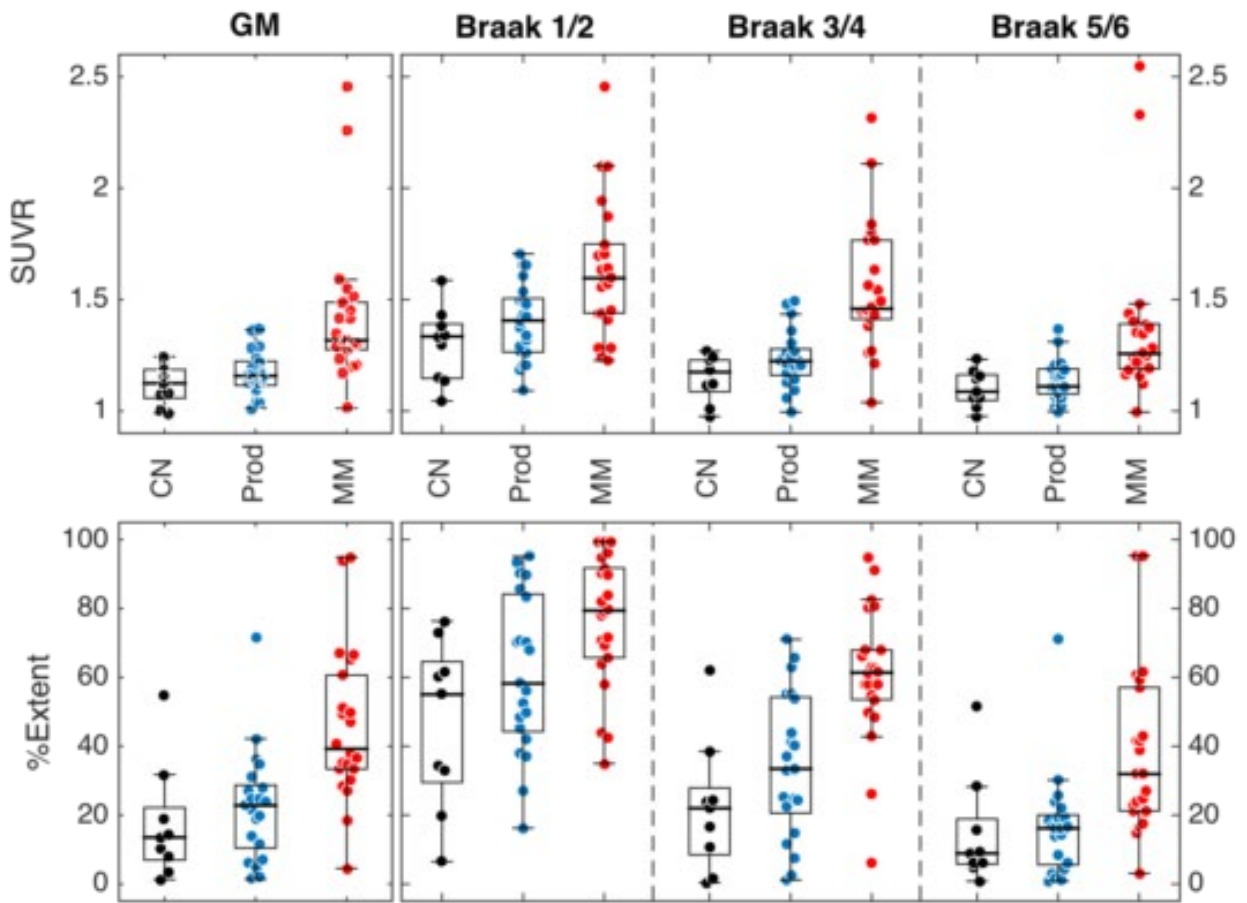 GM Braak 1/2 Braak 3/4 Braak 5/6
2.5 2.5
2 2
SUVR
1.5 1.5
1 1
CN Prod MM CN Prod MM CN Prod MM CN Prod MM
100 100
80 80
60 60
%Extent
40 40
20 20
0 0